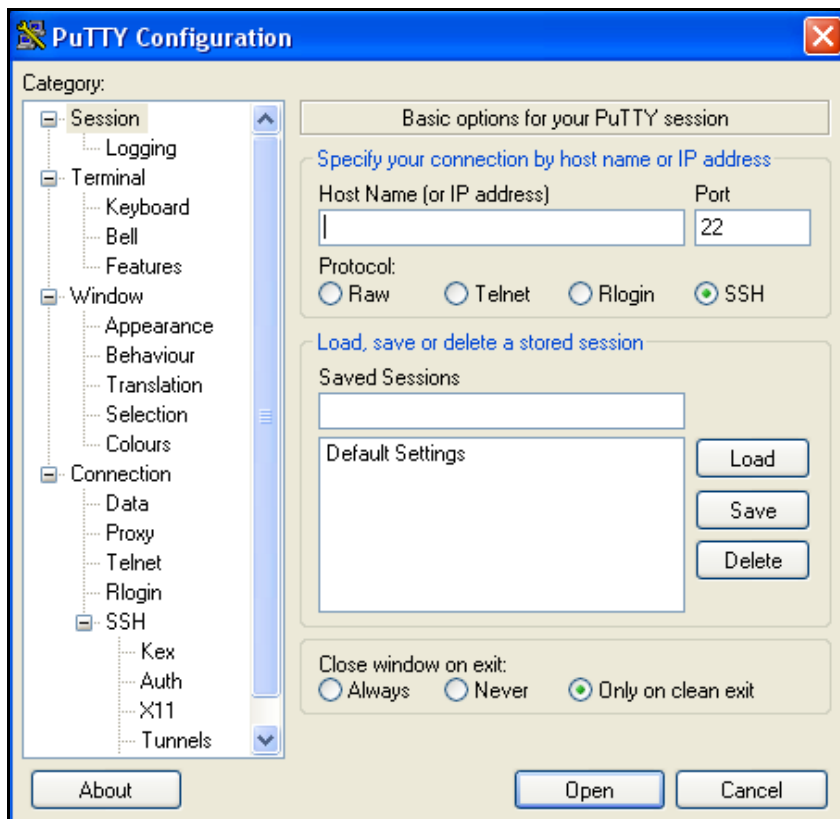 PuTTY Configuration
Category:
Session
Logging
Terminal
Keyboard
Bell
Features
Window
Appearance
Behaviour
Translation
Selection
Colours
Connection
Data
Proxy
Telnet
Rlogin
SSH
Kex
Auth
X11
Tunnels
Basic options for your PuTTY session
Specify your connection by host name or IP address
Host Name (or IP address) Port
22
Protocol:
Raw Telnet Rlogin SSH
Load, save or delete a stored session
Saved Sessions
Default Settings
Load
Save
Delete
Close window on exit:
Always Never Only on clean exit
About Open Cancel